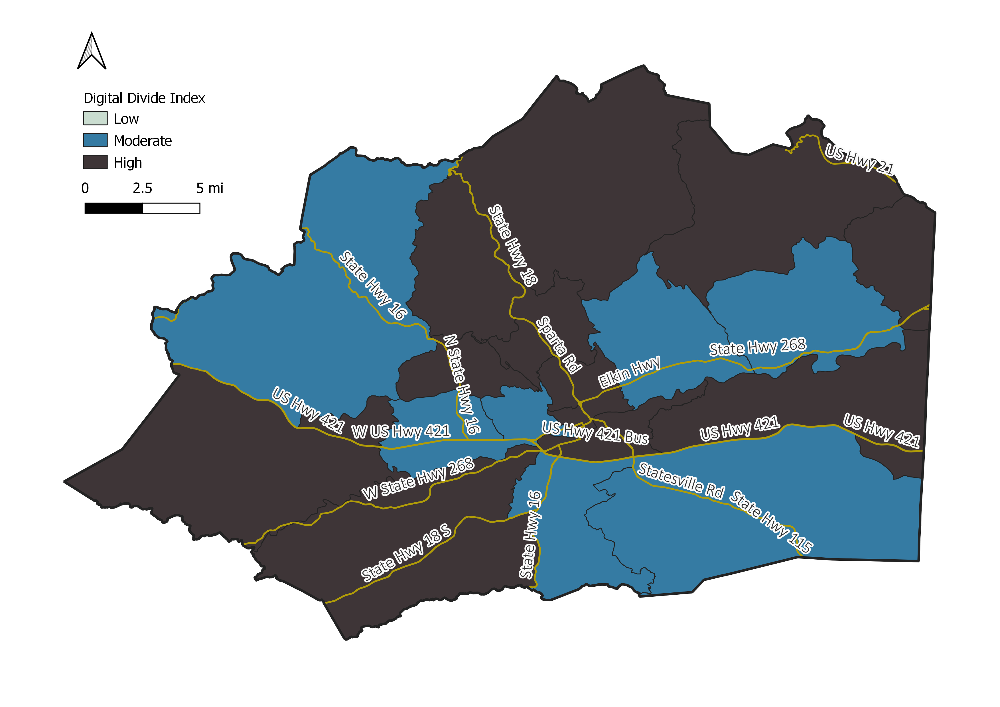 Digital Divide Index
Low
Moderate
High
0 2.5 5 mi
US Hwy 21
State Hwy 18
State Hwy 16
Sparta Rd
N State Hwy 16
State Hwy 268
Elkin Hwy
US Hwy 421
W US Hwy 421
US Hwy 421 Bus
US Hwy 421
US Hwy 421
W State Hwy 268
Statesville Rd
State Hwy 115
State Hwy 16
State Hwy 18 S